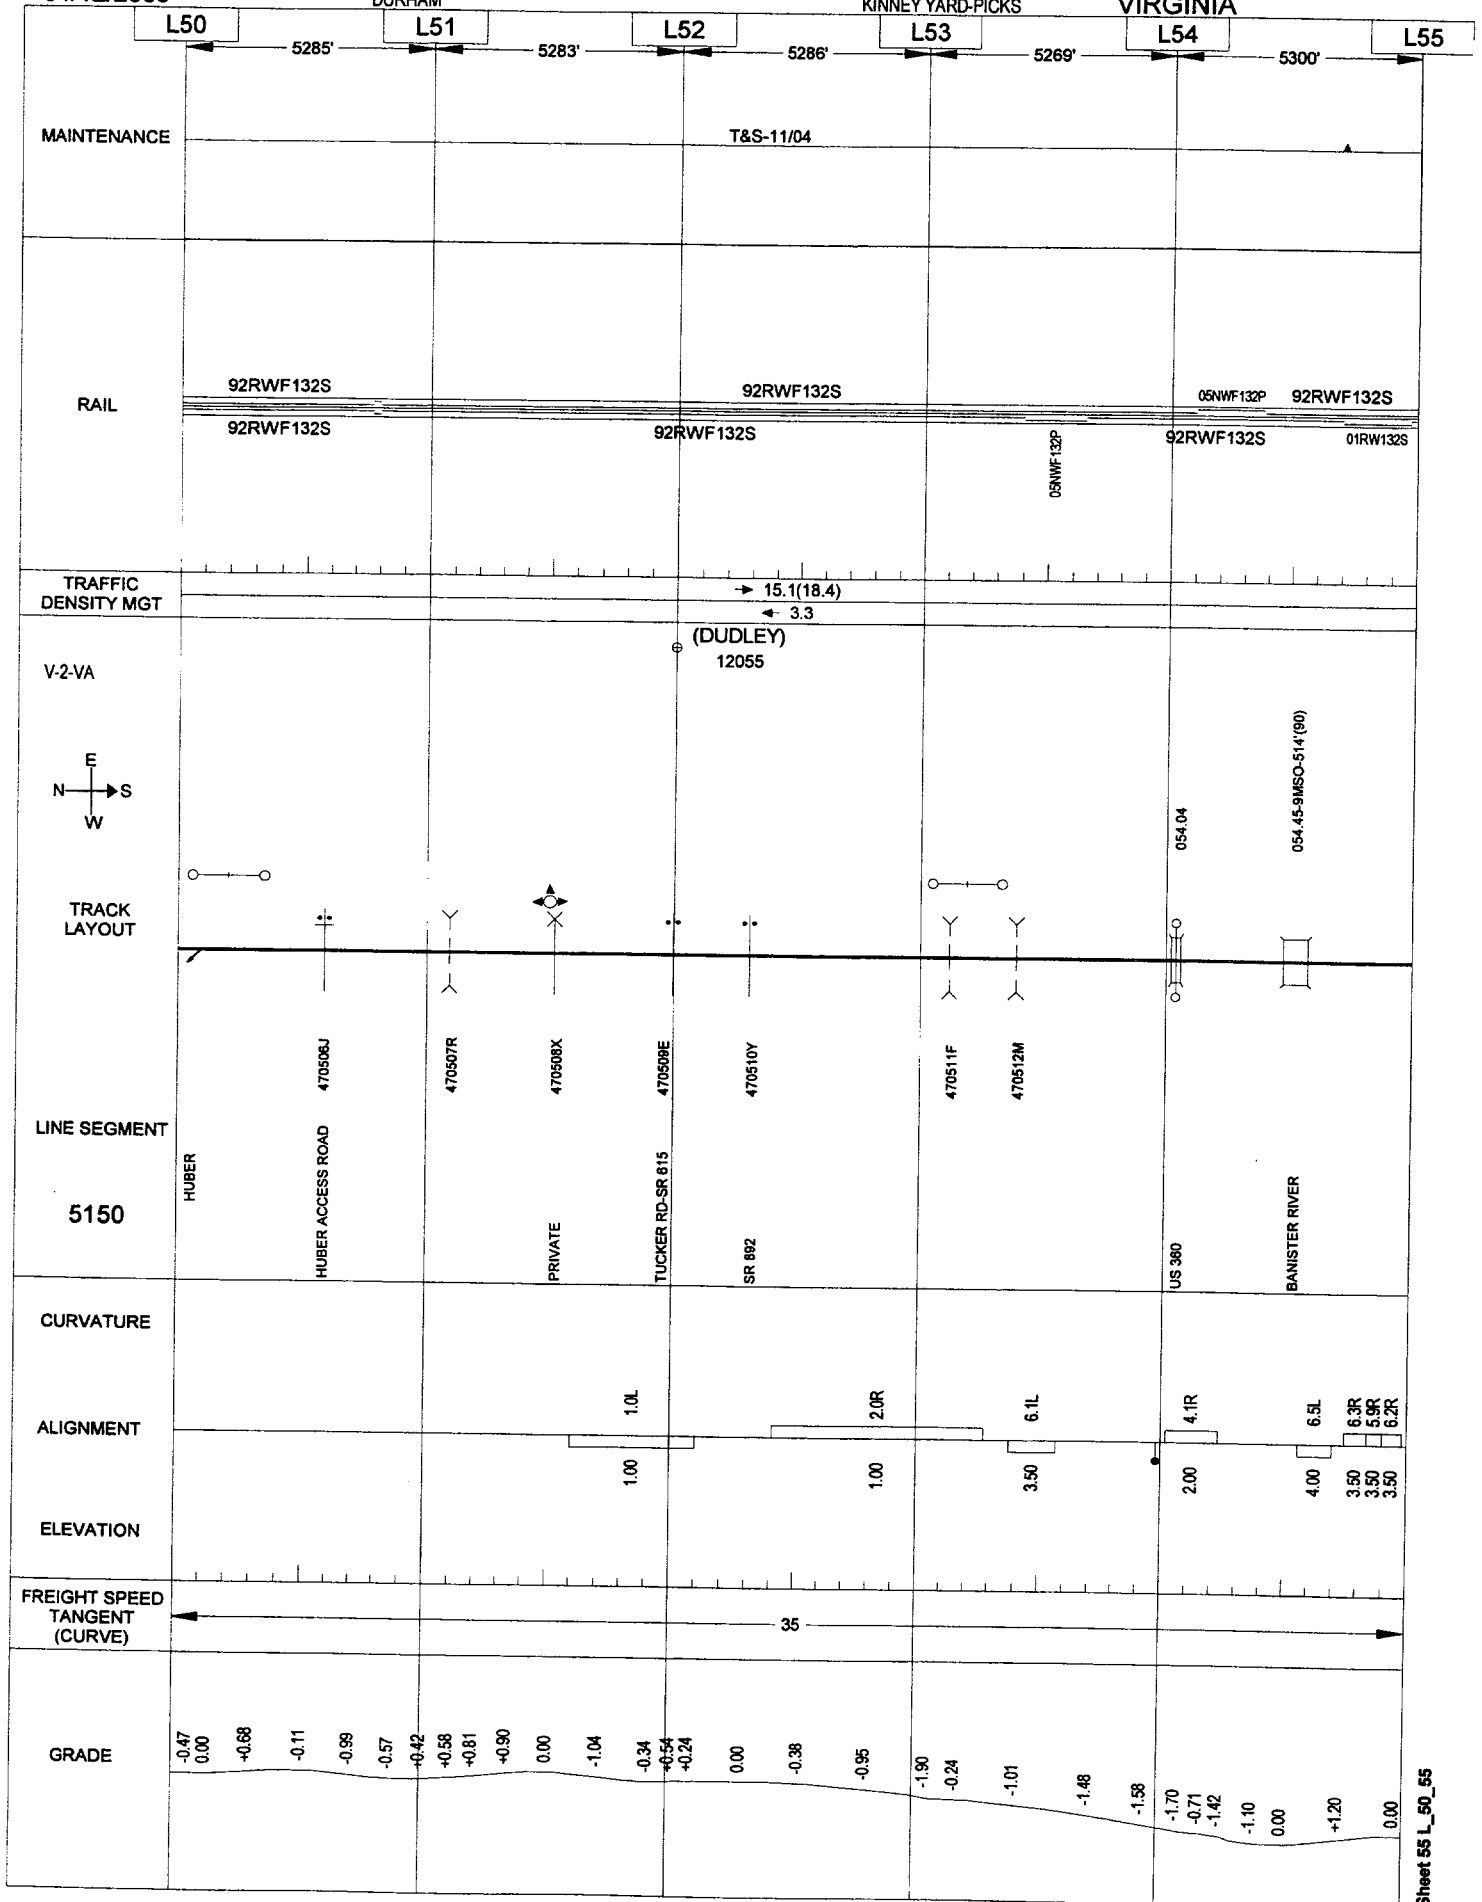 DURHAM KINNEY YARD-PICKS VIRGINIA
L50 L51 L52 L53 L54 L55
5285' 5283' 5286' 5269' 5300'
MAINTENANCE
T&S-11/04
RAIL
92RWF132S 92RWF132S 05NWF132P 92RWF132S
92RWF132S 92RWF132S 92RWF132S 01RW132S
05NWF132P
TRAFFIC
DENSITY MGT
15.1(18.4)
3.3
(DUDLEY)
12055
V-2-VA
E
N S
W
054.04
054.45-9MSO-514'(90)
TRACK
LAYOUT
470506J
470507R
470508X
470509E
470510Y
470511F
470512M
LINE SEGMENT
5150
HUBER
HUBER ACCESS ROAD
PRIVATE
TUCKER RD-SR 615
SR 692
US 360
BANISTER RIVER
CURVATURE
1.0L 2.0R 6.1L 4.1R 6.5L 6.3R 5.9R 6.2R
ALIGNMENT
1.00 1.00 3.50 2.00 4.00 3.50 3.50 3.50
ELEVATION
FREIGHT SPEED
TANGENT
(CURVE)
35
GRADE
-0.47 0.00 +0.68 -0.11 -0.99 -0.57 +0.42 +0.58 +0.81 +0.90 0.00 -1.04 -0.34 +0.54 +0.24 0.00 -0.38 -0.95 -1.90 -0.24 -1.01 -1.48 -1.58 -1.70 -0.71 -1.42 -1.10 0.00 +1.20 0.00
Sheet 55 L_50_55